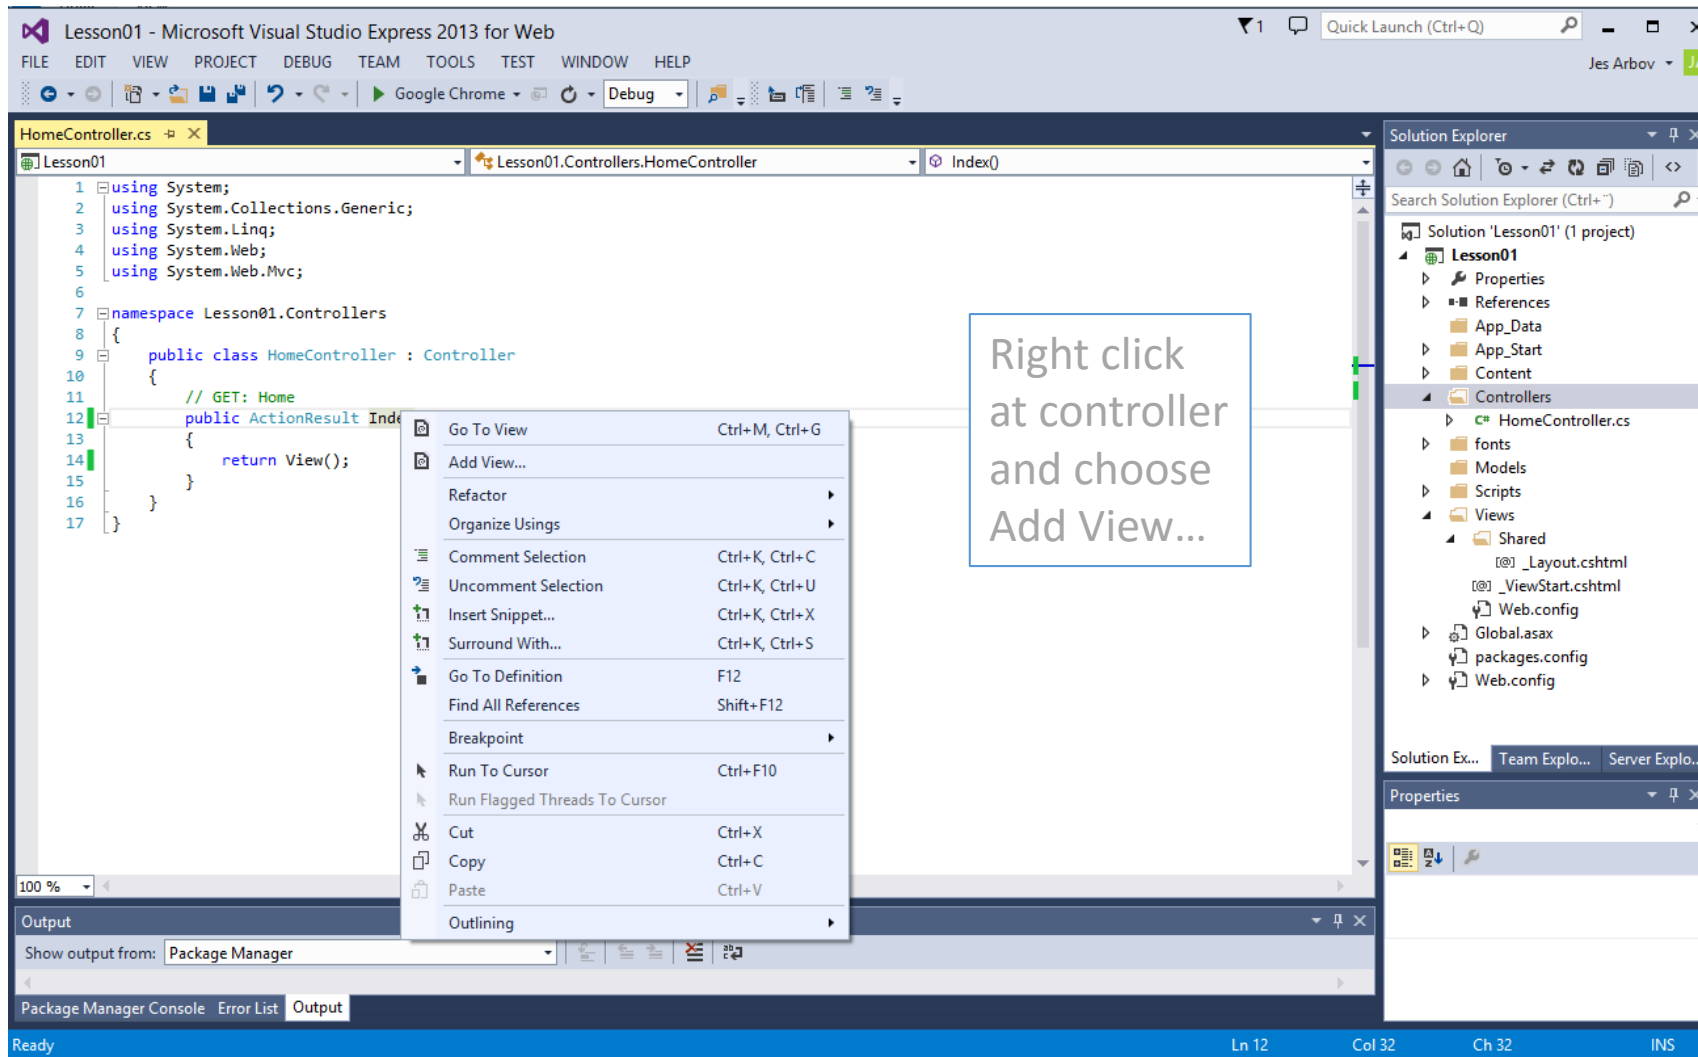 Lesson01 - Microsoft Visual Studio Express 2013 for Web
1
Quick Launch (Ctrl+Q)
FILE EDIT VIEW PROJECT DEBUG TEAM TOOLS TEST WINDOW HELP
Jes Arbov
Google Chrome Debug
HomeController.cs
Lesson01
Lesson01.Controllers.HomeController
Index()
1 using System;
2 using System.Collections.Generic;
3 using System.Linq;
4 using System.Web;
5 using System.Web.Mvc;
6
7 namespace Lesson01.Controllers
8 {
9 public class HomeController : Controller
10 {
11 // GET: Home
12 public ActionResult Inde
13 {
14 return View();
15 }
16 }
17 }
Go To View Ctrl+M, Ctrl+G
Add View...
Refactor
Organize Usings
Comment Selection Ctrl+K, Ctrl+C
Uncomment Selection Ctrl+K, Ctrl+U
Insert Snippet... Ctrl+K, Ctrl+X
Surround With... Ctrl+K, Ctrl+S
Go To Definition F12
Find All References Shift+F12
Breakpoint
Run To Cursor Ctrl+F10
Run Flagged Threads To Cursor
Cut Ctrl+X
Copy Ctrl+C
Paste Ctrl+V
Outlining
Right click
at controller
and choose
Add View...
Solution Explorer
Search Solution Explorer (Ctrl+¨)
Solution 'Lesson01' (1 project)
Lesson01
Properties
References
App_Data
App_Start
Content
Controllers
C# HomeController.cs
fonts
Models
Scripts
Views
Shared
[@] _Layout.cshtml
[@] _ViewStart.cshtml
Web.config
Global.asax
packages.config
Web.config
Solution Ex... Team Explo... Server Explo...
Properties
100 %
Output
Show output from: Package Manager
Package Manager Console Error List Output
Ready
Ln 12 Col 32 Ch 32 INS